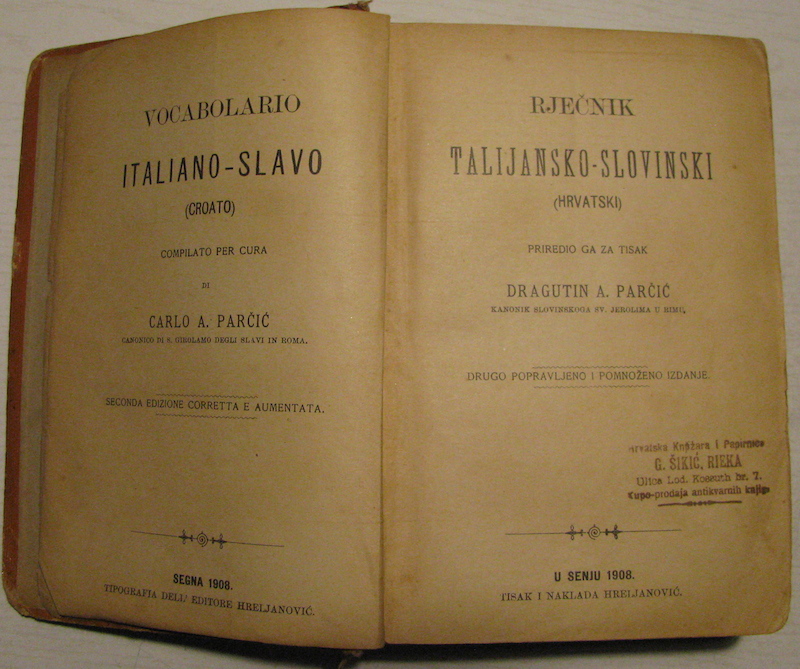 VOCABOLARIO
ITALIANO-SLAVO
(CROATO)
COMPILATO PER CURA
DI
CARLO A. PARČIĆ
CANONICO DI S. GIROLAMO DEGLI SLAVI IN ROMA.
SECONDA EDIZIONE CORRETTA E AUMENTATA.
SEGNA 1908.
TIPOGRAFIA DELL' EDITORE HRELJANOVIĆ.
RJEČNIK
TALIJANSKO-SLOVINSKI
(HRVATSKI)
PRIREDIO GA ZA TISAK
DRAGUTIN A. PARČIĆ
KANONIK SLOVINSKOGA SV. JEROLIMA U RIMU.
DRUGO POPRAVLJENO I POMNOŽENO IZDANJE.
Hrvatska Knjižara i Papirnica
G. ŠIKIĆ, RIEKA
Ulica Lod. Kossuth br. 7.
Kupo-prodaja antikvarnih knjiga
U SENJU 1908.
TISAK I NAKLADA HRELJANOVIĆ.